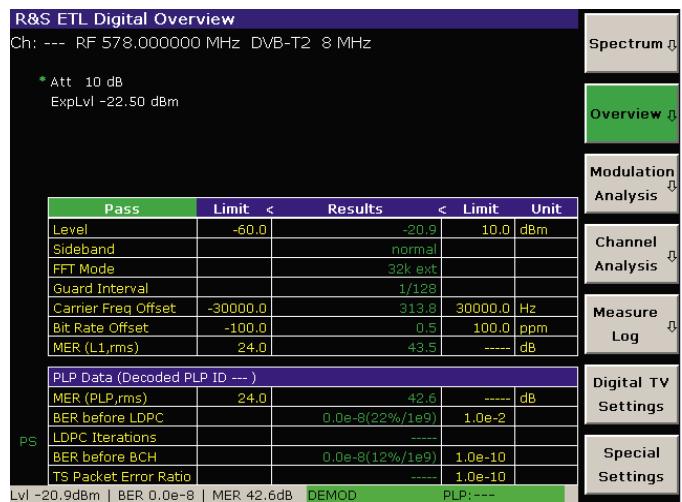 R&S ETL Digital Overview
Ch: --- RF 578.000000 MHz DVB-T2 8 MHz
* Att 10 dB
ExpLvl -22.50 dBm
Pass Limit < Results < Limit Unit
Level -60.0 -20.9 10.0 dBm
Sideband normal
FFT Mode 32k ext
Guard Interval 1/128
Carrier Freq Offset -30000.0 313.8 30000.0 Hz
Bit Rate Offset -100.0 0.5 100.0 ppm
MER (L1,rms) 24.0 43.5 ----- dB
PLP Data (Decoded PLP ID --- )
MER (PLP,rms) 24.0 42.6 ----- dB
BER before LDPC 0.0e-8(22%/1e9) 1.0e-2
LDPC Iterations -----
PS
BER before BCH 0.0e-8(12%/1e9) 1.0e-10
TS Packet Error Ratio ----- 1.0e-10
Lvl -20.9dBm | BER 0.0e-8 | MER 42.6dB DEMOD PLP:---
Spectrum ⇩
Overview ⇩
Modulation
Analysis ⇩
Channel
Analysis ⇩
Measure
Log ⇩
Digital TV
Settings
Special
Settings